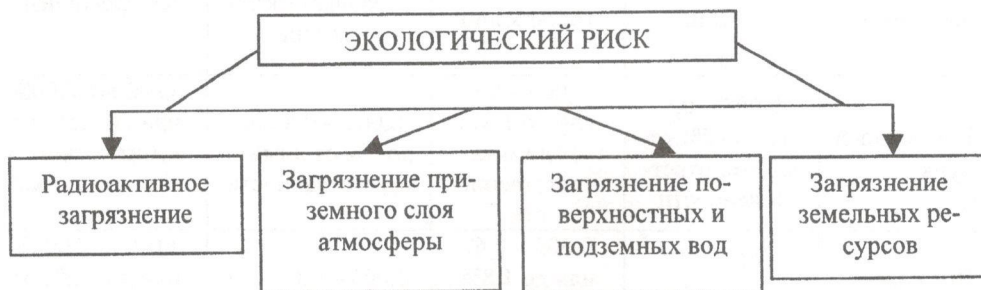 ЭКОЛОГИЧЕСКИЙ РИСК
Радиоактивное
загрязнение
Загрязнение при-
земного слоя
атмосферы
Загрязнение по-
верхностных и
подземных вод
Загрязнение
земельных ре-
сурсов